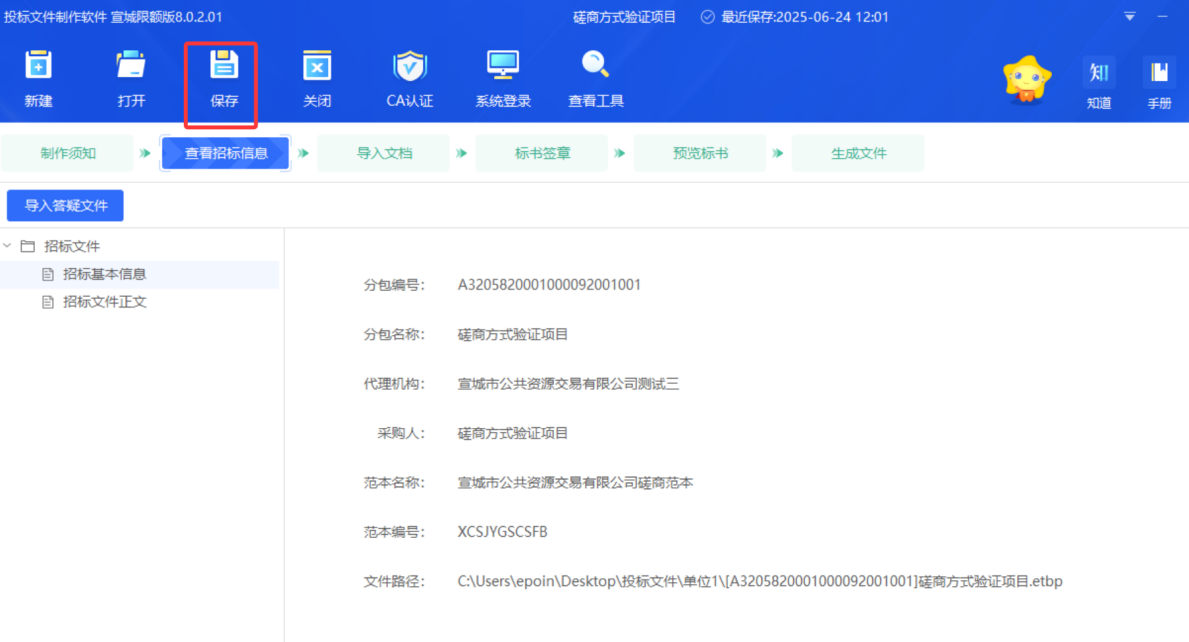 投标文件制作软件 宣城限额版8.0.2.01
磋商方式验证项目
最近保存:2025-06-24 12:01
新建
打开
保存
关闭
CA认证
系统登录
查看工具
知
知道
手册
制作须知
查看招标信息
导入文档
标书签章
预览标书
生成文件
导入答疑文件
招标文件
招标基本信息
招标文件正文
分包编号: A3205820001000092001001
分包名称: 磋商方式验证项目
代理机构: 宣城市公共资源交易有限公司测试三
采购人: 磋商方式验证项目
范本名称: 宣城市公共资源交易有限公司磋商范本
范本编号: XCSJYGSCSFB
文件路径: C:\Users\epoin\Desktop\投标文件\单位1\[A3205820001000092001001]磋商方式验证项目.etbp